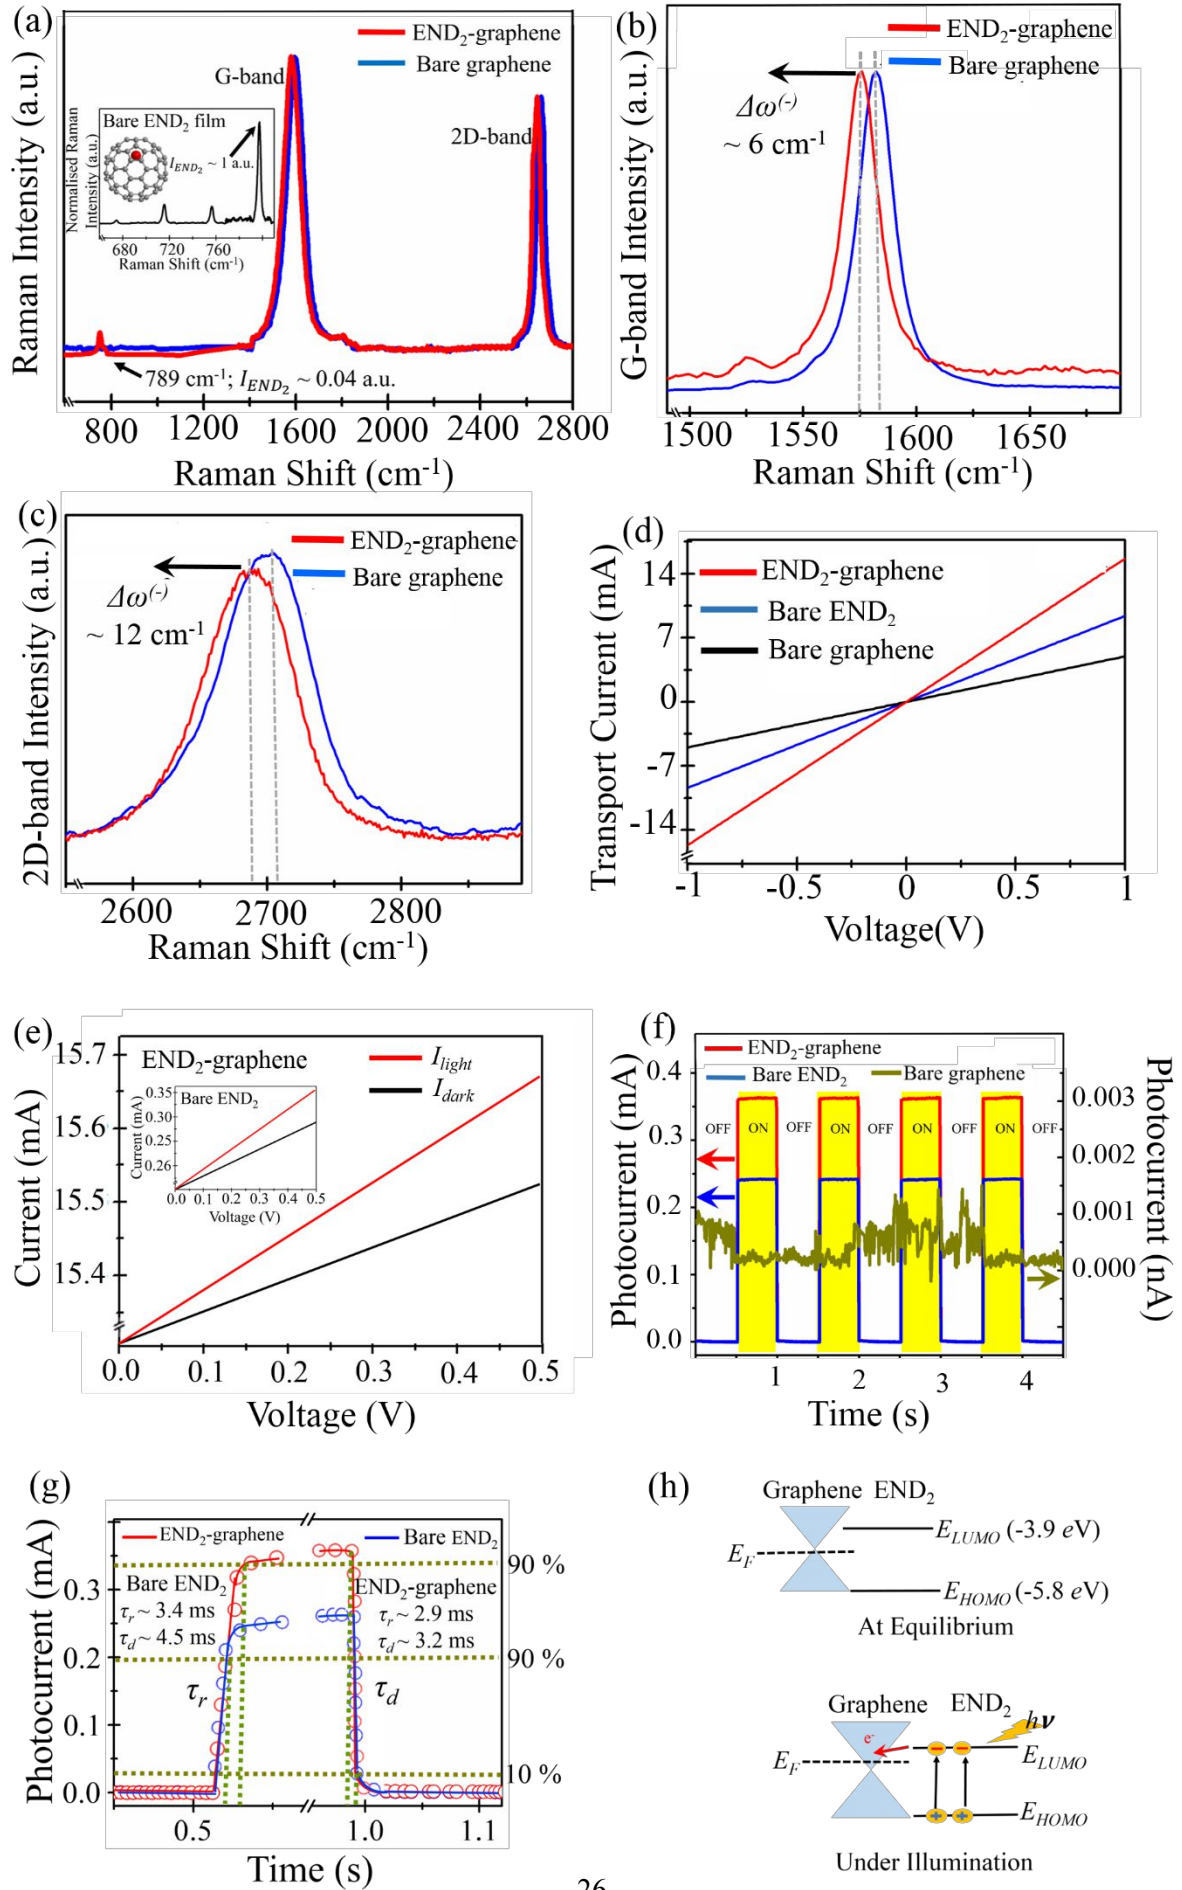 (a)
END₂-graphene
Bare graphene
G-band
2D-band
Bare END₂ film
I_END₂ ~ 1 a.u.
Normalised Raman
Intensity (a.u.)
680 720 760
Raman Shift (cm⁻¹)
789 cm⁻¹; I_END₂ ~ 0.04 a.u.
Raman Intensity (a.u.)
800 1200 1600 2000 2400 2800
Raman Shift (cm⁻¹)
(b)
END₂-graphene
Bare graphene
Δω⁽⁻⁾
~ 6 cm⁻¹
G-band Intensity (a.u.)
1500 1550 1600 1650
Raman Shift (cm⁻¹)
(c)
END₂-graphene
Bare graphene
Δω⁽⁻⁾
~ 12 cm⁻¹
2D-band Intensity (a.u.)
2600 2700 2800
Raman Shift (cm⁻¹)
(d)
END₂-graphene
Bare END₂
Bare graphene
Transport Current (mA)
14
7
0
-7
-14
-1 -0.5 0 0.5 1
Voltage(V)
(e)
END₂-graphene
I_light
I_dark
Bare END₂
Current (mA)
0.35
0.30
0.25
0.26
0.0 0.1 0.2 0.3 0.4 0.5
Voltage (V)
Current (mA)
15.7
15.6
15.5
15.4
0.0 0.1 0.2 0.3 0.4 0.5
Voltage (V)
(f)
END₂-graphene
Bare END₂
Bare graphene
OFF ON OFF ON OFF ON OFF ON OFF
Photocurrent (mA)
0.4
0.3
0.2
0.1
0.0
Photocurrent (nA)
0.003
0.002
0.001
0.000
1 2 3 4
Time (s)
(g)
END₂-graphene
Bare END₂
Bare END₂
τr ~ 3.4 ms
τd ~ 4.5 ms
END₂-graphene
τr ~ 2.9 ms
τd ~ 3.2 ms
90 %
90 %
10 %
τr
τd
Photocurrent (mA)
0.3
0.2
0.1
0.0
0.5 1.0 1.1
Time (s)
(h)
Graphene END₂
E_LUMO (-3.9 eV)
E_F
E_HOMO (-5.8 eV)
At Equilibrium
Graphene END₂
hν
e⁻
E_LUMO
E_F
E_HOMO
Under Illumination
26